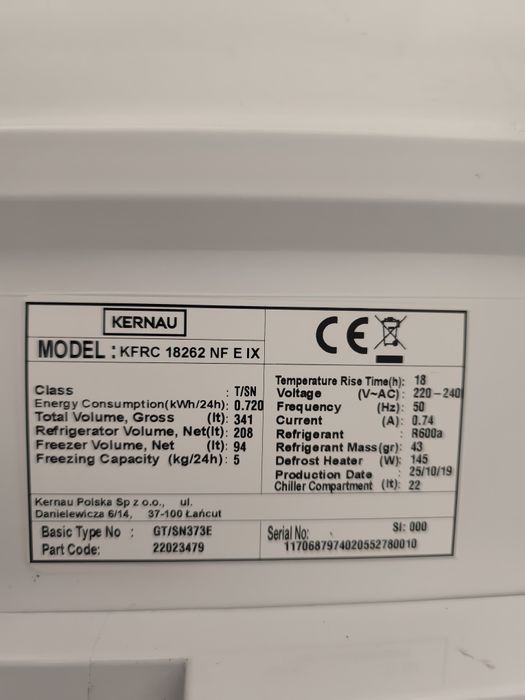 KERNAU
MODEL : KFRC 18262 NF E IX
CE
Class : T/SN
Energy Consumption(kWh/24h): 0.720
Total Volume, Gross (lt): 341
Refrigerator Volume, Net(lt): 208
Freezer Volume, Net (lt): 94
Freezing Capacity (kg/24h): 5
Temperature Rise Time(h): 18
Voltage (V~AC): 220-240
Frequency (Hz): 50
Current (A): 0.74
Refrigerant : R600a
Refrigerant Mass(gr): 43
Defrost Heater (W): 145
Production Date : 25/10/19
Chiller Compartment (lt): 22
Kernau Polska Sp z o.o., ul.
Danielewicza 6/14, 37-100 Łańcut
Basic Type No : GT/SN373E
Part Code: 22023479
Serial No: SI: 000
1170687974020552780010